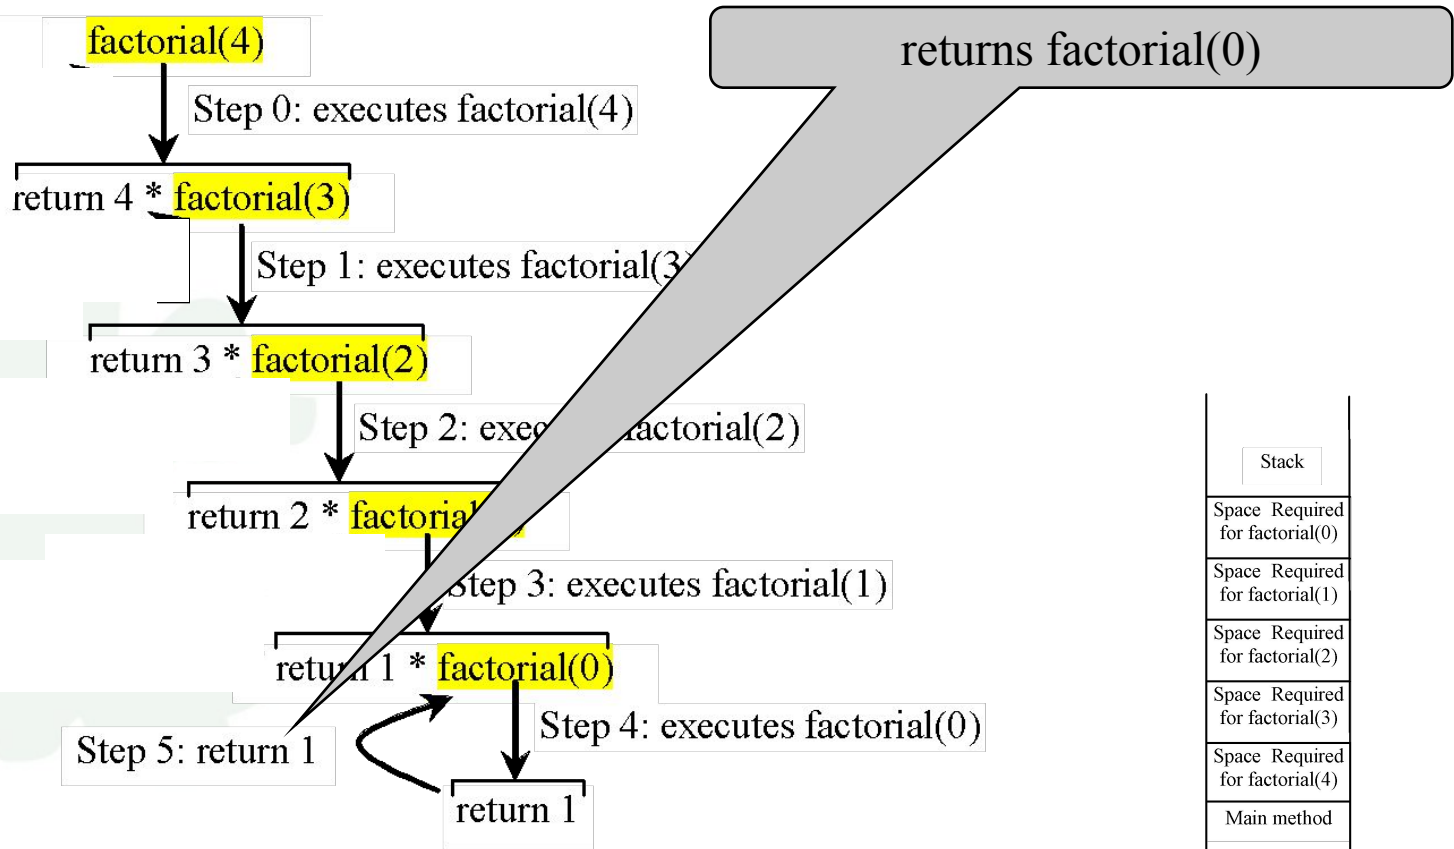 factorial(4)
returns factorial(0)
Step 0: executes factorial(4)
return 4 * factorial(3)
Step 1: executes factorial(3)
return 3 * factorial(2)
Step 2: exec factorial(2)
return 2 * factorial
Step 3: executes factorial(1)
return 1 * factorial(0)
Step 4: executes factorial(0)
Step 5: return 1
return 1
Stack
Space Required
for factorial(0)
Space Required
for factorial(1)
Space Required
for factorial(2)
Space Required
for factorial(3)
Space Required
for factorial(4)
Main method